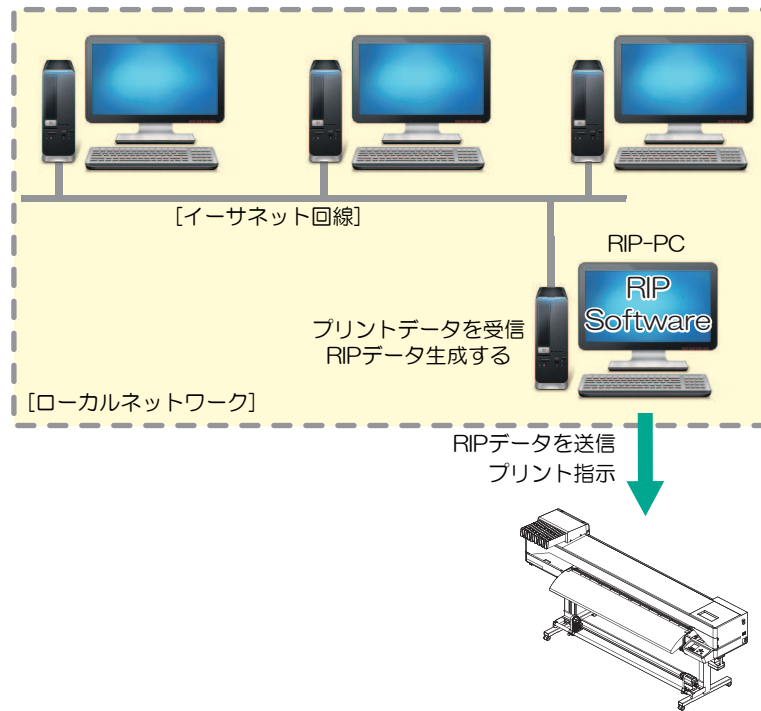 [イーサネット回線]
RIP-PC
RIP
Software
プリントデータを受信
RIPデータ生成する
[ローカルネットワーク]
RIPデータを送信
プリント指示